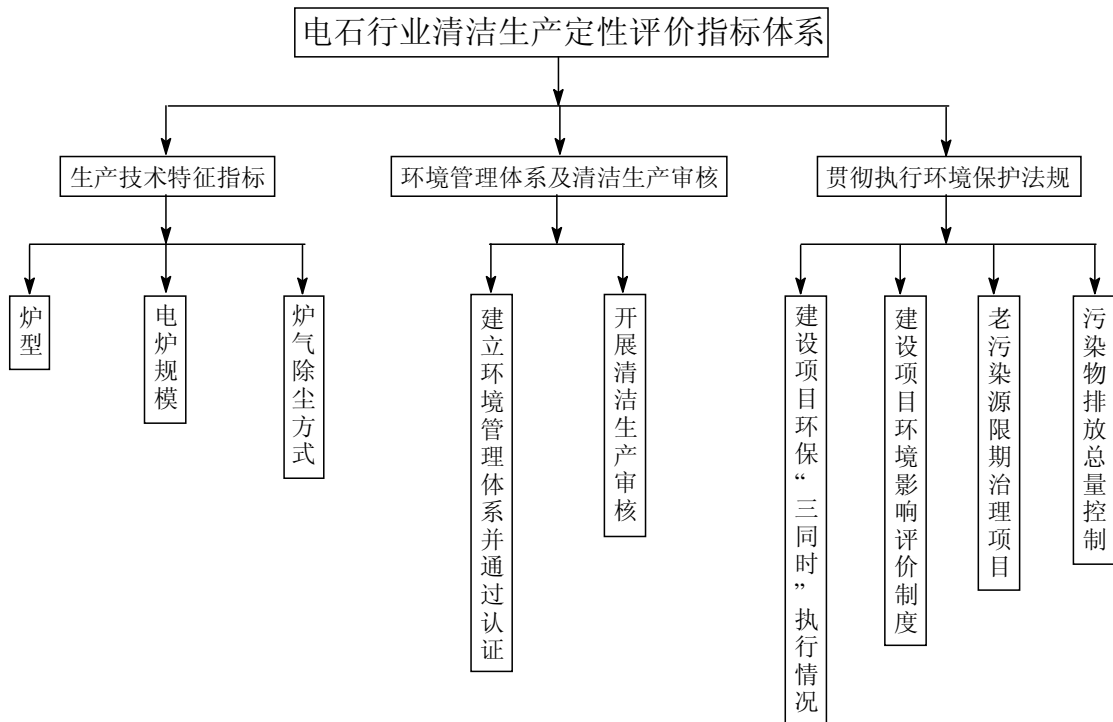 电石行业清洁生产定性评价指标体系
生产技术特征指标
环境管理体系及清洁生产审核
贯彻执行环境保护法规
炉型
电炉规模
炉气除尘方式
建立环境管理体系并通过认证
开展清洁生产审核
建设项目环保“三同时”执行情况
建设项目环境影响评价制度
老污染源限期治理项目
污染物排放总量控制